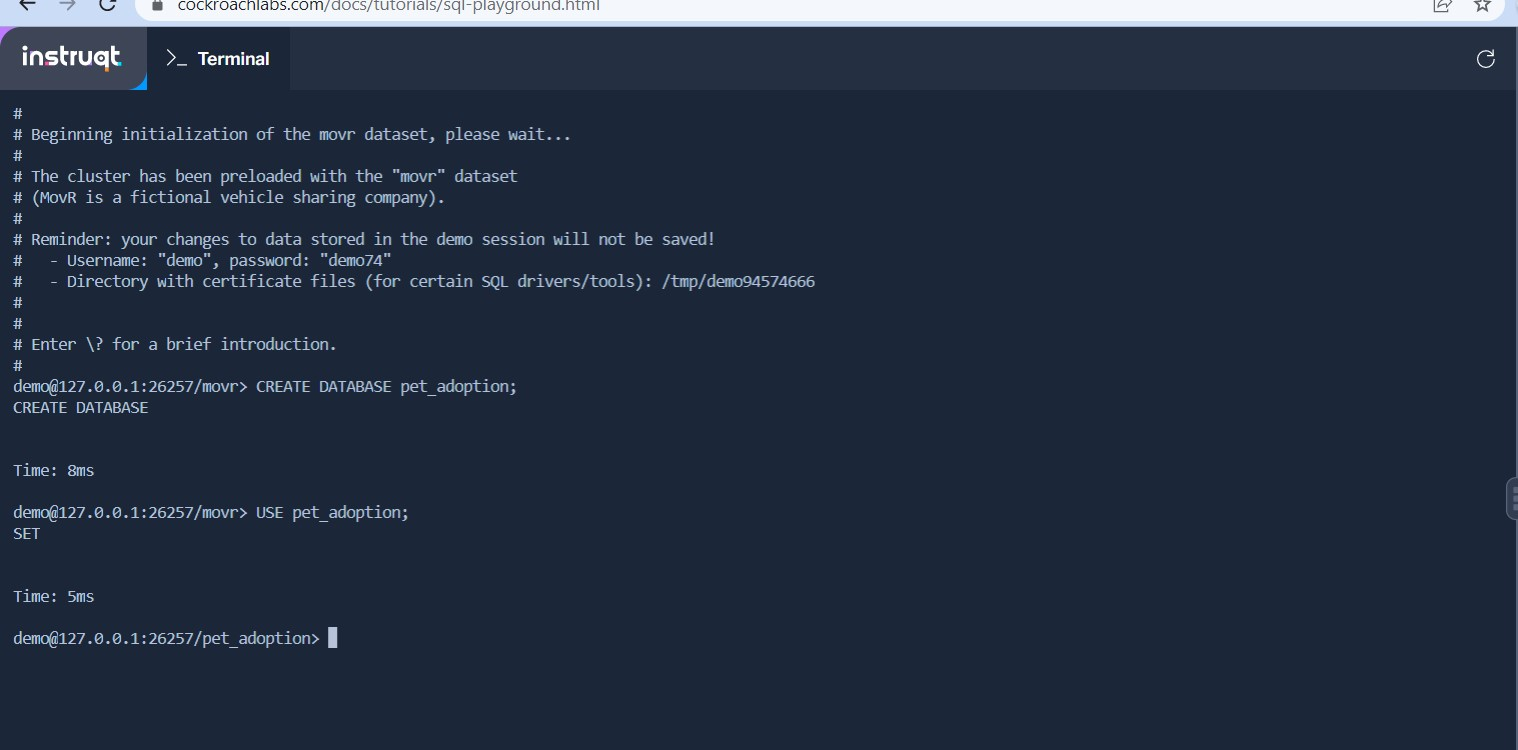 cockroachlabs.com/docs/tutorials/sql-playground.html
instruqt
>_ Terminal
#
# Beginning initialization of the movr dataset, please wait...
#
# The cluster has been preloaded with the "movr" dataset
# (MovR is a fictional vehicle sharing company).
#
# Reminder: your changes to data stored in the demo session will not be saved!
#   - Username: "demo", password: "demo74"
#   - Directory with certificate files (for certain SQL drivers/tools): /tmp/demo94574666
#
#
# Enter \? for a brief introduction.
#
demo@127.0.0.1:26257/movr> CREATE DATABASE pet_adoption;
CREATE DATABASE
Time: 8ms
demo@127.0.0.1:26257/movr> USE pet_adoption;
SET
Time: 5ms
demo@127.0.0.1:26257/pet_adoption>